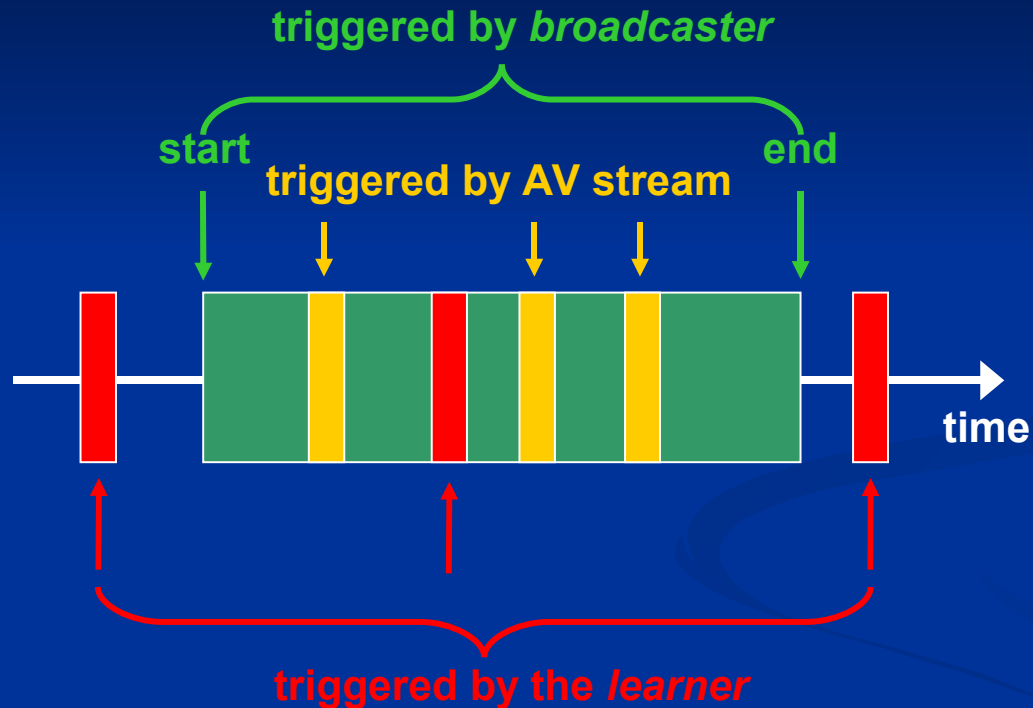 triggered by broadcaster
start
end
triggered by AV stream
time
triggered by the learner